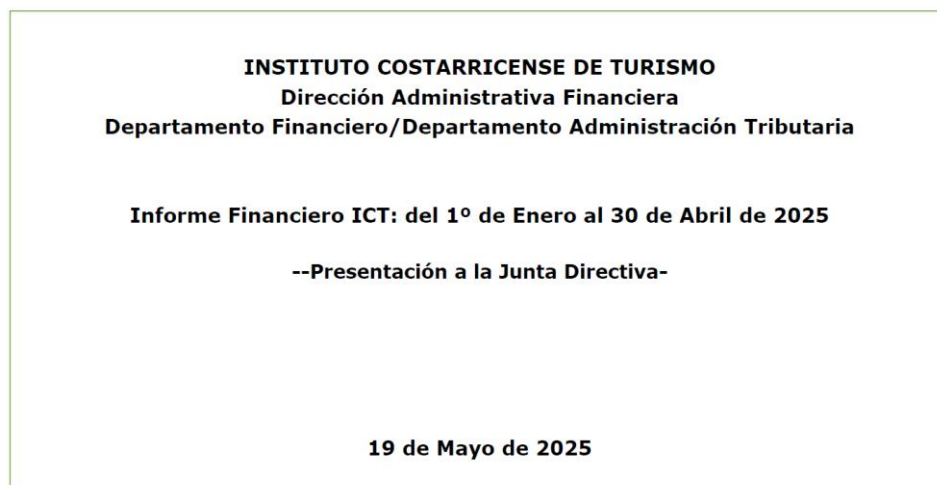 INSTITUTO COSTARRICENSE DE TURISMO
Dirección Administrativa Financiera
Departamento Financiero/Departamento Administración Tributaria
Informe Financiero ICT: del 1º de Enero al 30 de Abril de 2025
--Presentación a la Junta Directiva-
19 de Mayo de 2025